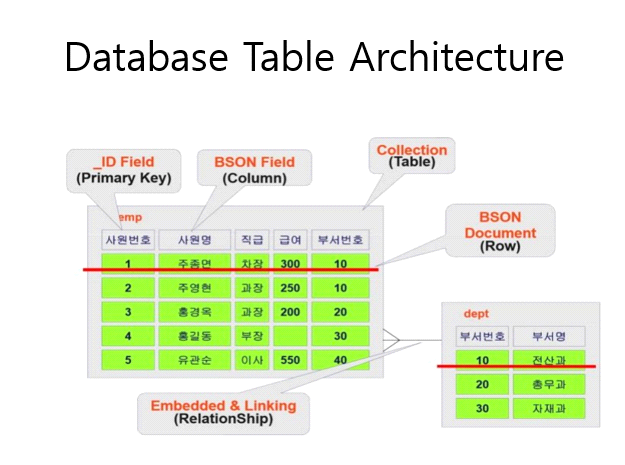 Database Table Architecture
_ID Field
(Primary Key)
BSON Field
(Column)
Collection
(Table)
emp
사원번호 사원명 직급 급여 부서번호
1 주종면 차장 300 10
2 주영현 과장 250 10
3 홍경옥 과장 200 20
4 홍길동 부장 30
5 유관순 이사 550 40
BSON
Document
(Row)
dept
부서번호 부서명
10 전산과
20 총무과
30 자재과
Embedded & Linking
(RelationShip)